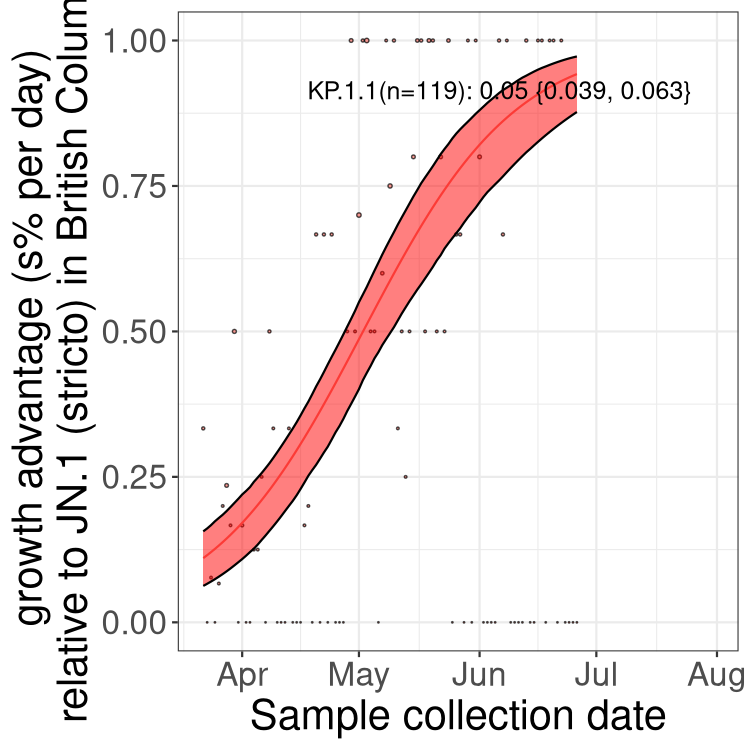 growth advantage (s% per day)
relative to JN.1 (stricto) in British Colum
1.00
0.75
0.50
0.25
0.00
KP.1.1(n=119): 0.05 {0.039, 0.063}
Apr May Jun Jul Aug
Sample collection date